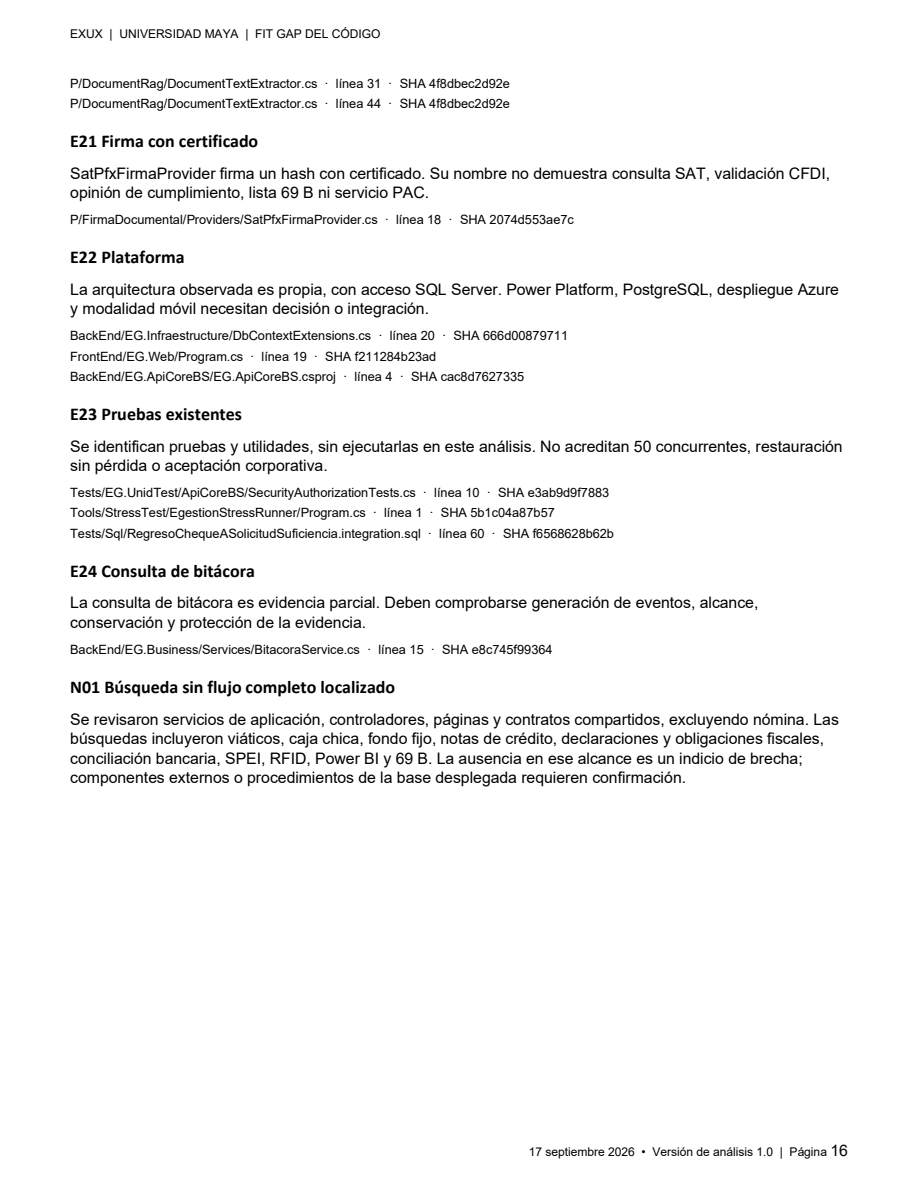 EXUX | UNIVERSIDAD MAYA | FIT GAP DEL CÓDIGO
P/DocumentRag/DocumentTextExtractor.cs · línea 31 · SHA 4f8dbec2d92e
P/DocumentRag/DocumentTextExtractor.cs · línea 44 · SHA 4f8dbec2d92e
E21 Firma con certificado
SatPfxFirmaProvider firma un hash con certificado. Su nombre no demuestra consulta SAT, validación CFDI,
opinión de cumplimiento, lista 69 B ni servicio PAC.
P/FirmaDocumental/Providers/SatPfxFirmaProvider.cs · línea 18 · SHA 2074d553ae7c
E22 Plataforma
La arquitectura observada es propia, con acceso SQL Server. Power Platform, PostgreSQL, despliegue Azure
y modalidad móvil necesitan decisión o integración.
BackEnd/EG.Infraestructure/DbContextExtensions.cs · línea 20 · SHA 666d00879711
FrontEnd/EG.Web/Program.cs · línea 19 · SHA f211284b23ad
BackEnd/EG.ApiCoreBS/EG.ApiCoreBS.csproj · línea 4 · SHA cac8d7627335
E23 Pruebas existentes
Se identifican pruebas y utilidades, sin ejecutarlas en este análisis. No acreditan 50 concurrentes, restauración
sin pérdida o aceptación corporativa.
Tests/EG.UnidTest/ApiCoreBS/SecurityAuthorizationTests.cs · línea 10 · SHA e3ab9d9f7883
Tools/StressTest/EgestionStressRunner/Program.cs · línea 1 · SHA 5b1c04a87b57
Tests/Sql/RegresoChequeASolicitudSuficiencia.integration.sql · línea 60 · SHA f6568628b62b
E24 Consulta de bitácora
La consulta de bitácora es evidencia parcial. Deben comprobarse generación de eventos, alcance,
conservación y protección de la evidencia.
BackEnd/EG.Business/Services/BitacoraService.cs · línea 15 · SHA e8c745f99364
N01 Búsqueda sin flujo completo localizado
Se revisaron servicios de aplicación, controladores, páginas y contratos compartidos, excluyendo nómina. Las
búsquedas incluyeron viáticos, caja chica, fondo fijo, notas de crédito, declaraciones y obligaciones fiscales,
conciliación bancaria, SPEI, RFID, Power BI y 69 B. La ausencia en ese alcance es un indicio de brecha;
componentes externos o procedimientos de la base desplegada requieren confirmación.
17 septiembre 2026 • Versión de análisis 1.0 | Página 16